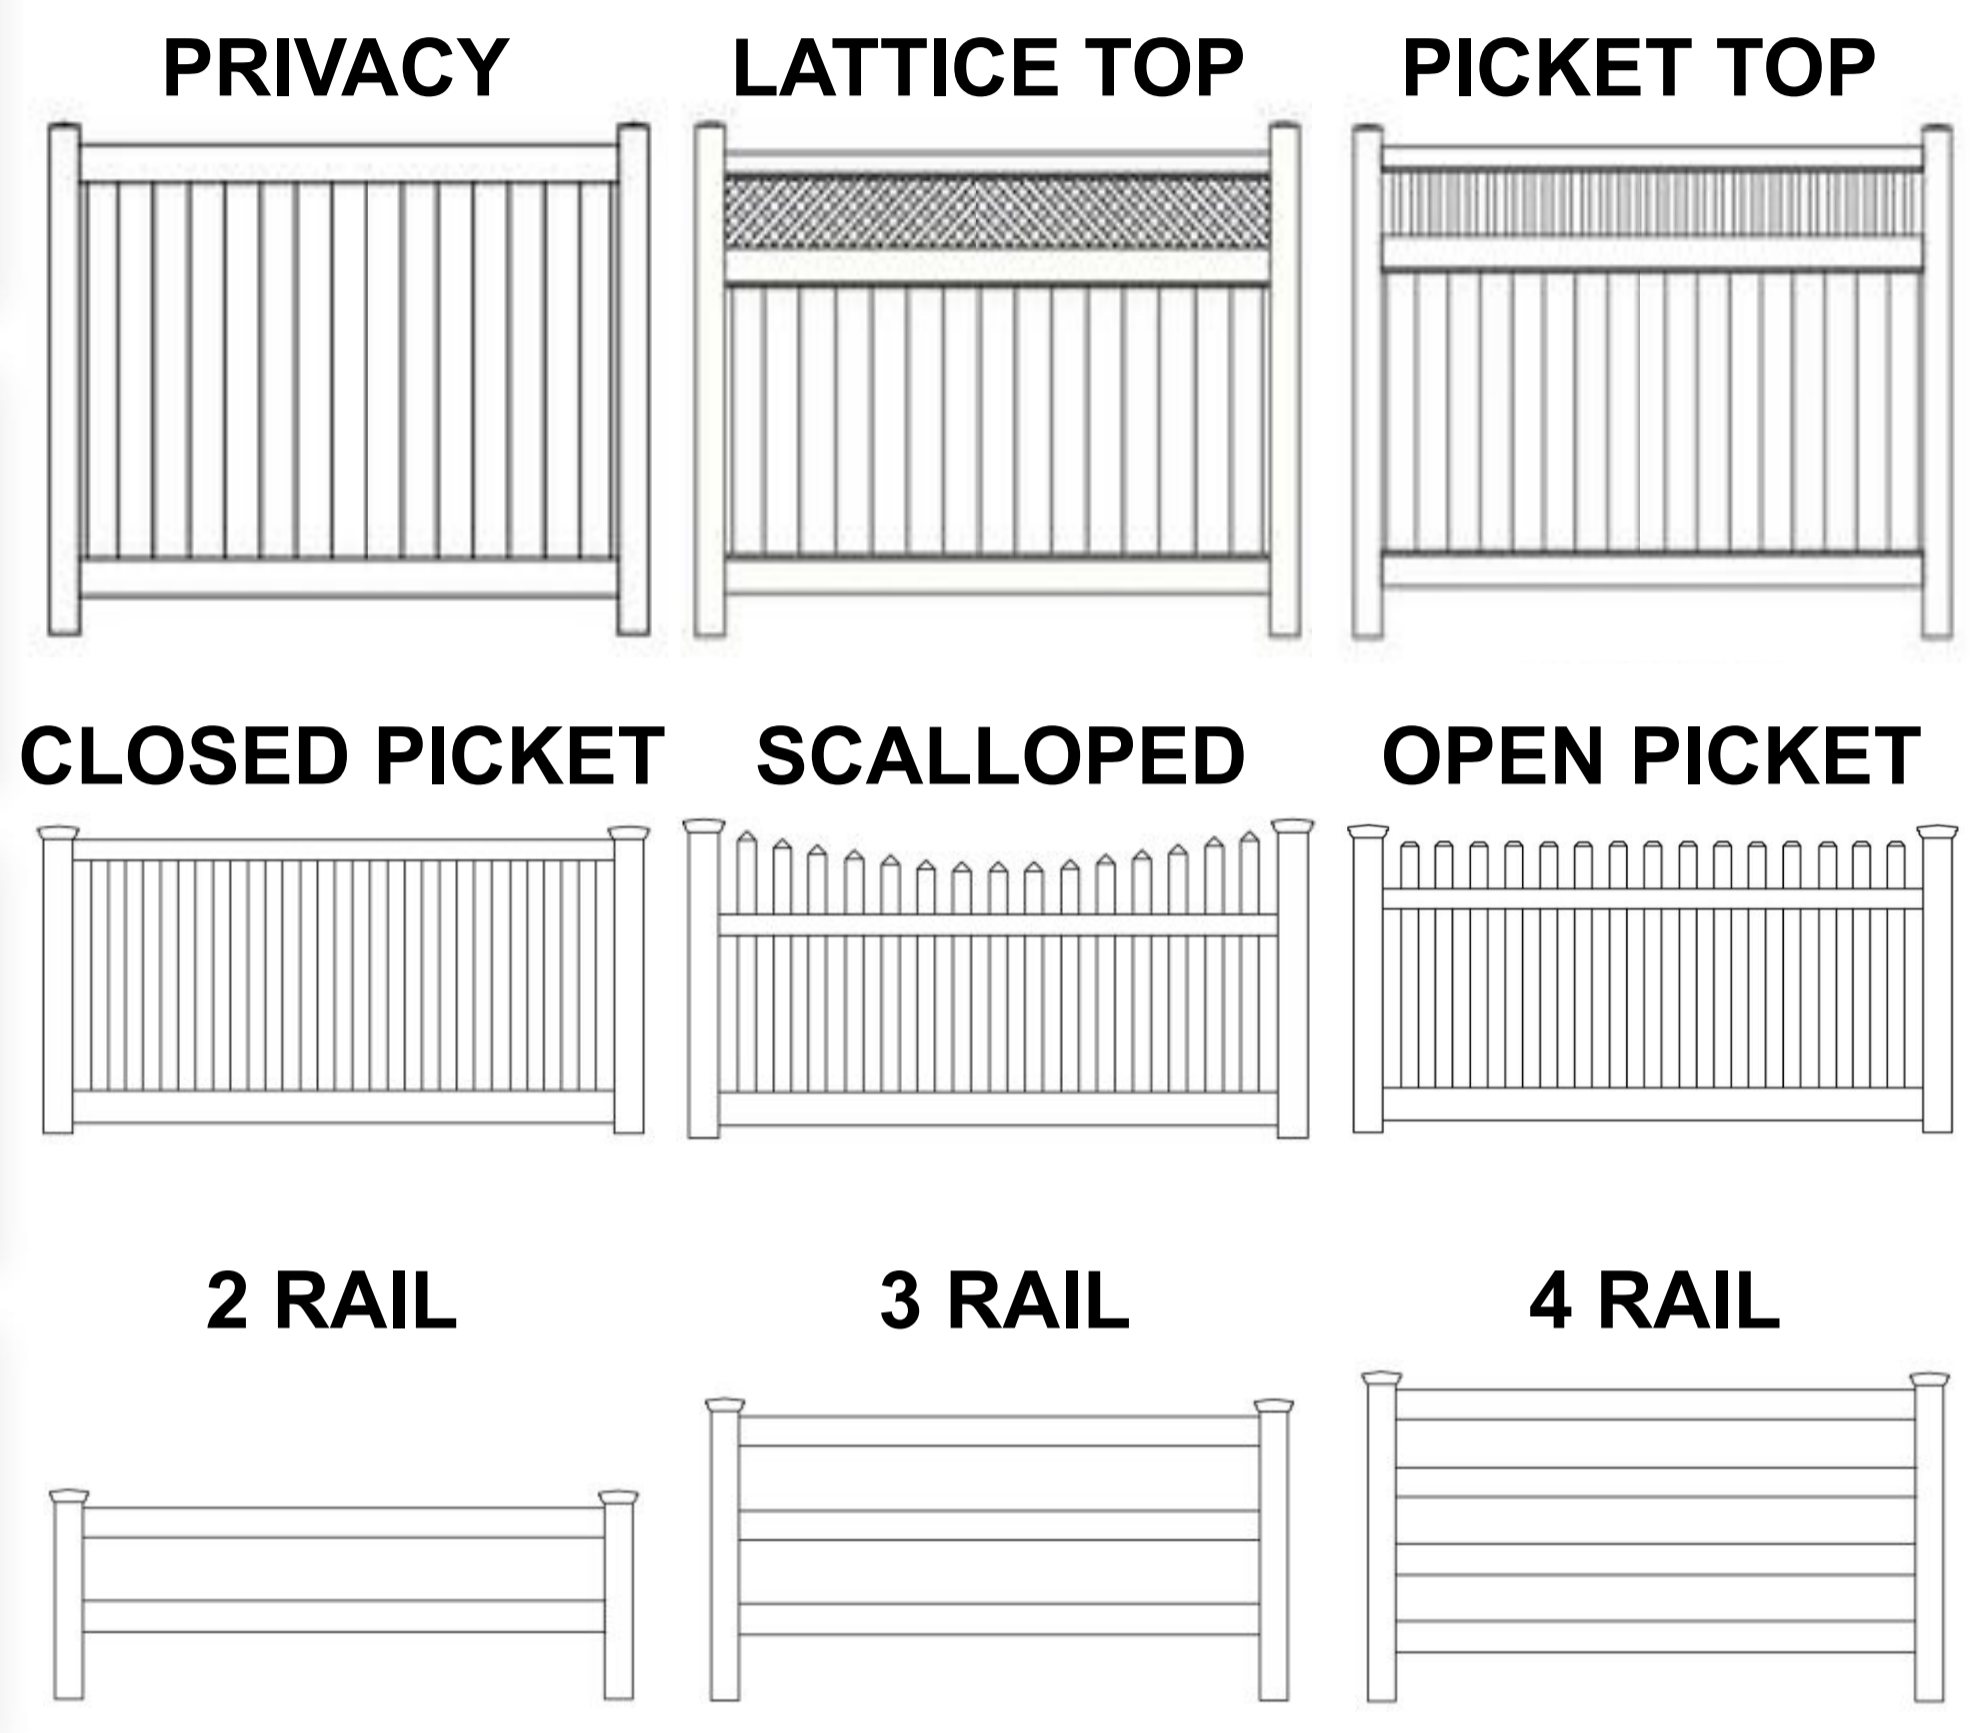 PRIVACY
LATTICE TOP
PICKET TOP
CLOSED PICKET
SCALLOPED
OPEN PICKET
2 RAIL
3 RAIL
4 RAIL